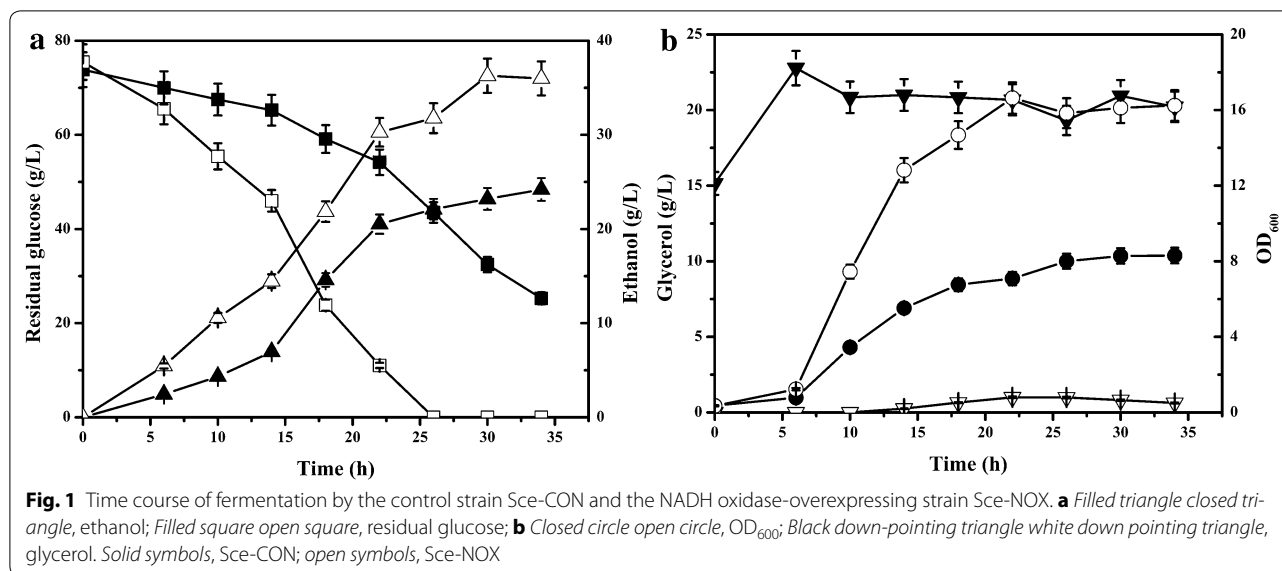 a
80
60
40
20
0
Residual glucose (g/L)
40
30
20
10
0
Ethanol (g/L)
0 5 10 15 20 25 30 35
Time (h)
b
25
20
15
10
5
0
Glycerol (g/L)
20
16
12
8
4
0
OD600
0 5 10 15 20 25 30 35
Time (h)
Fig. 1 Time course of fermentation by the control strain Sce-CON and the NADH oxidase-overexpressing strain Sce-NOX. a Filled triangle closed tri-
angle, ethanol; Filled square open square, residual glucose; b Closed circle open circle, OD600; Black down-pointing triangle white down pointing triangle,
glycerol. Solid symbols, Sce-CON; open symbols, Sce-NOX